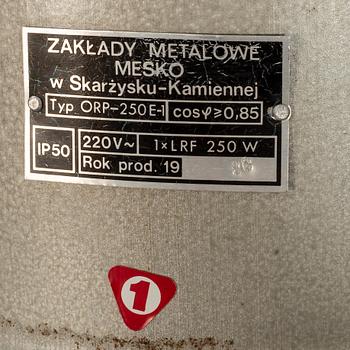 ZAKŁADY METALOWE
MESKO
w Skarżysku-Kamiennej
Typ ORP-250E-1 cosφ≥0,85
IP50 220V~ 1×LRF 250 W
Rok prod. 19
1